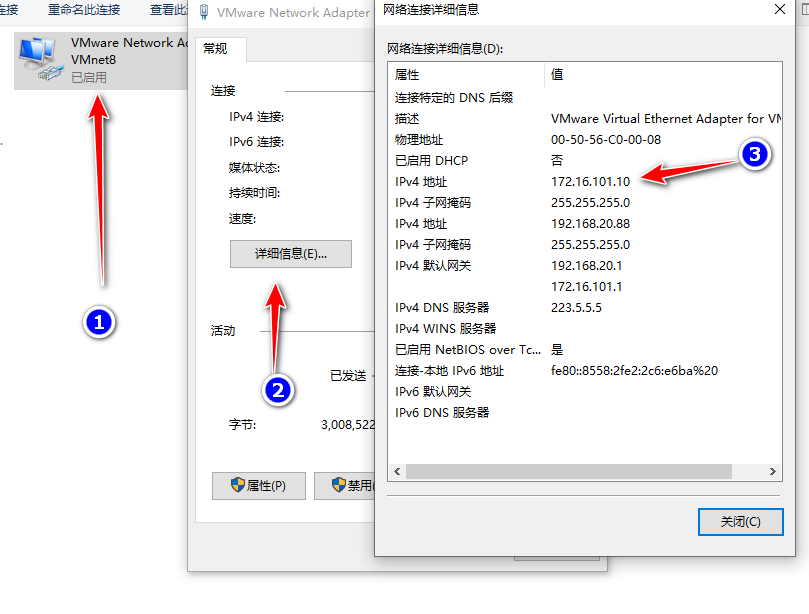 连接
重命名此连接
查看此
VMware Network Ad
VMnet8
已启用
1
VMware Network Adapter
常规
连接
IPv4 连接:
IPv6 连接:
媒体状态:
持续时间:
速度:
详细信息(E)...
2
活动
已发送
字节:
3,008,522
属性(P)
禁用(
网络连接详细信息
网络连接详细信息(D):
属性 值
连接特定的 DNS 后缀
描述 VMware Virtual Ethernet Adapter for VM
物理地址 00-50-56-C0-00-08
已启用 DHCP 否
IPv4 地址 172.16.101.10
IPv4 子网掩码 255.255.255.0
IPv4 地址 192.168.20.88
IPv4 子网掩码 255.255.255.0
IPv4 默认网关 192.168.20.1
172.16.101.1
IPv4 DNS 服务器 223.5.5.5
IPv4 WINS 服务器
已启用 NetBIOS over Tc... 是
连接-本地 IPv6 地址 fe80::8558:2fe2:2c6:e6ba%20
IPv6 默认网关
IPv6 DNS 服务器
3
关闭(C)